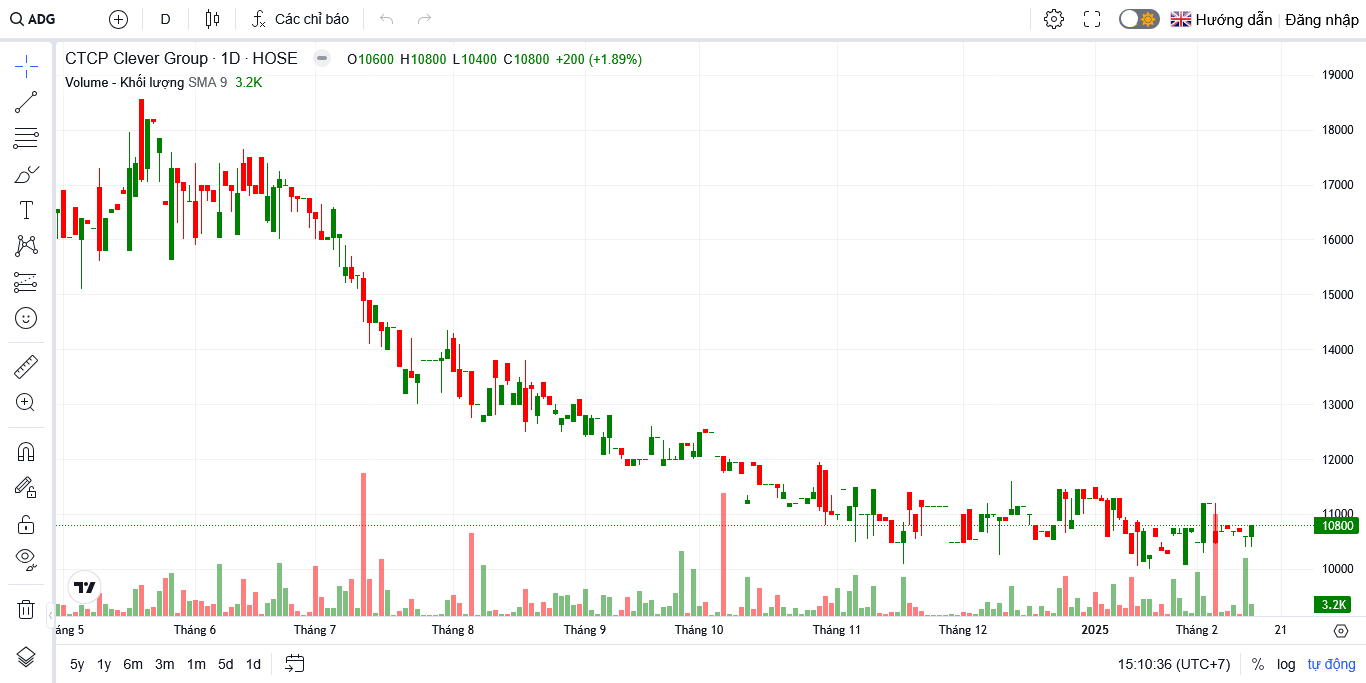 ADG D Các chỉ báo Hướng dẫn Đăng nhập
CTCP Clever Group · 1D · HOSE O10600 H10800 L10400 C10800 +200 (+1.89%)
Volume - Khối lượng SMA 9 3.2K
19000
18000
17000
16000
15000
14000
13000
12000
11000
10800
10000
3.2K
áng 5 Tháng 6 Tháng 7 Tháng 8 Tháng 9 Tháng 10 Tháng 11 Tháng 12 2025 Tháng 2 21
5y 1y 6m 3m 1m 5d 1d 15:10:36 (UTC+7) % log tự động